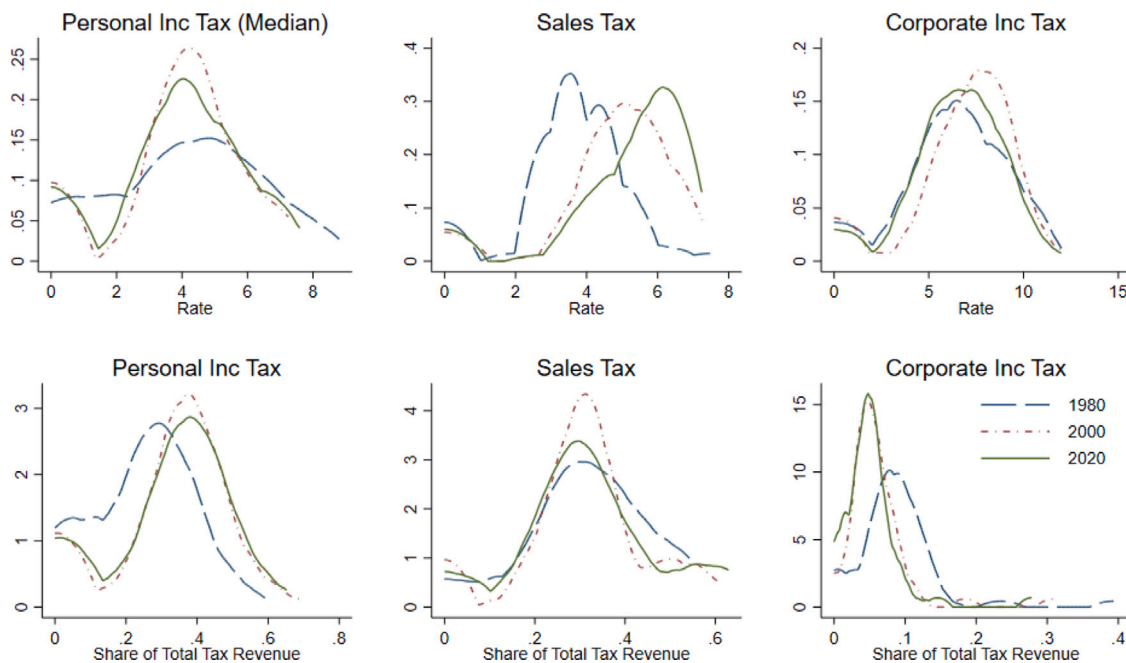 Personal Inc Tax (Median)
Sales Tax
Corporate Inc Tax
.25
.2
.15
.1
.05
0
0 2 4 6 8
Rate
.4
.3
.2
.1
0
0 2 4 6 8
Rate
.2
.15
.1
.05
0
0 5 10 15
Rate
Personal Inc Tax
Sales Tax
Corporate Inc Tax
3
2
1
0
0 .2 .4 .6 .8
Share of Total Tax Revenue
4
3
2
1
0
0 .2 .4 .6
Share of Total Tax Revenue
15
10
5
0
0 .1 .2 .3 .4
Share of Total Tax Revenue
1980
2000
2020